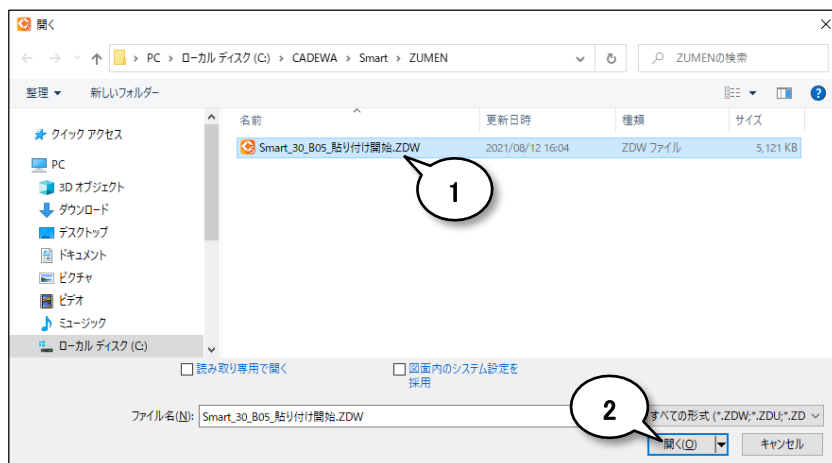 開く
PC › ローカル ディスク (C:) › CADEWA › Smart › ZUMEN
ZUMENの検索
整理 新しいフォルダー
名前 更新日時 種類 サイズ
クイック アクセス
Smart_30_B05_貼り付け開始.ZDW 2021/08/12 16:04 ZDW ファイル 5,121 KB
1
PC
3D オブジェクト
ダウンロード
デスクトップ
ドキュメント
ピクチャ
ビデオ
ミュージック
ローカル ディスク (C:)
読み取り専用で開く
図面内のシステム設定を
採用
ファイル名(N): Smart_30_B05_貼り付け開始.ZDW
2
すべての形式 (*.ZDW;*.ZDU;*.ZD
開く(O) キャンセル